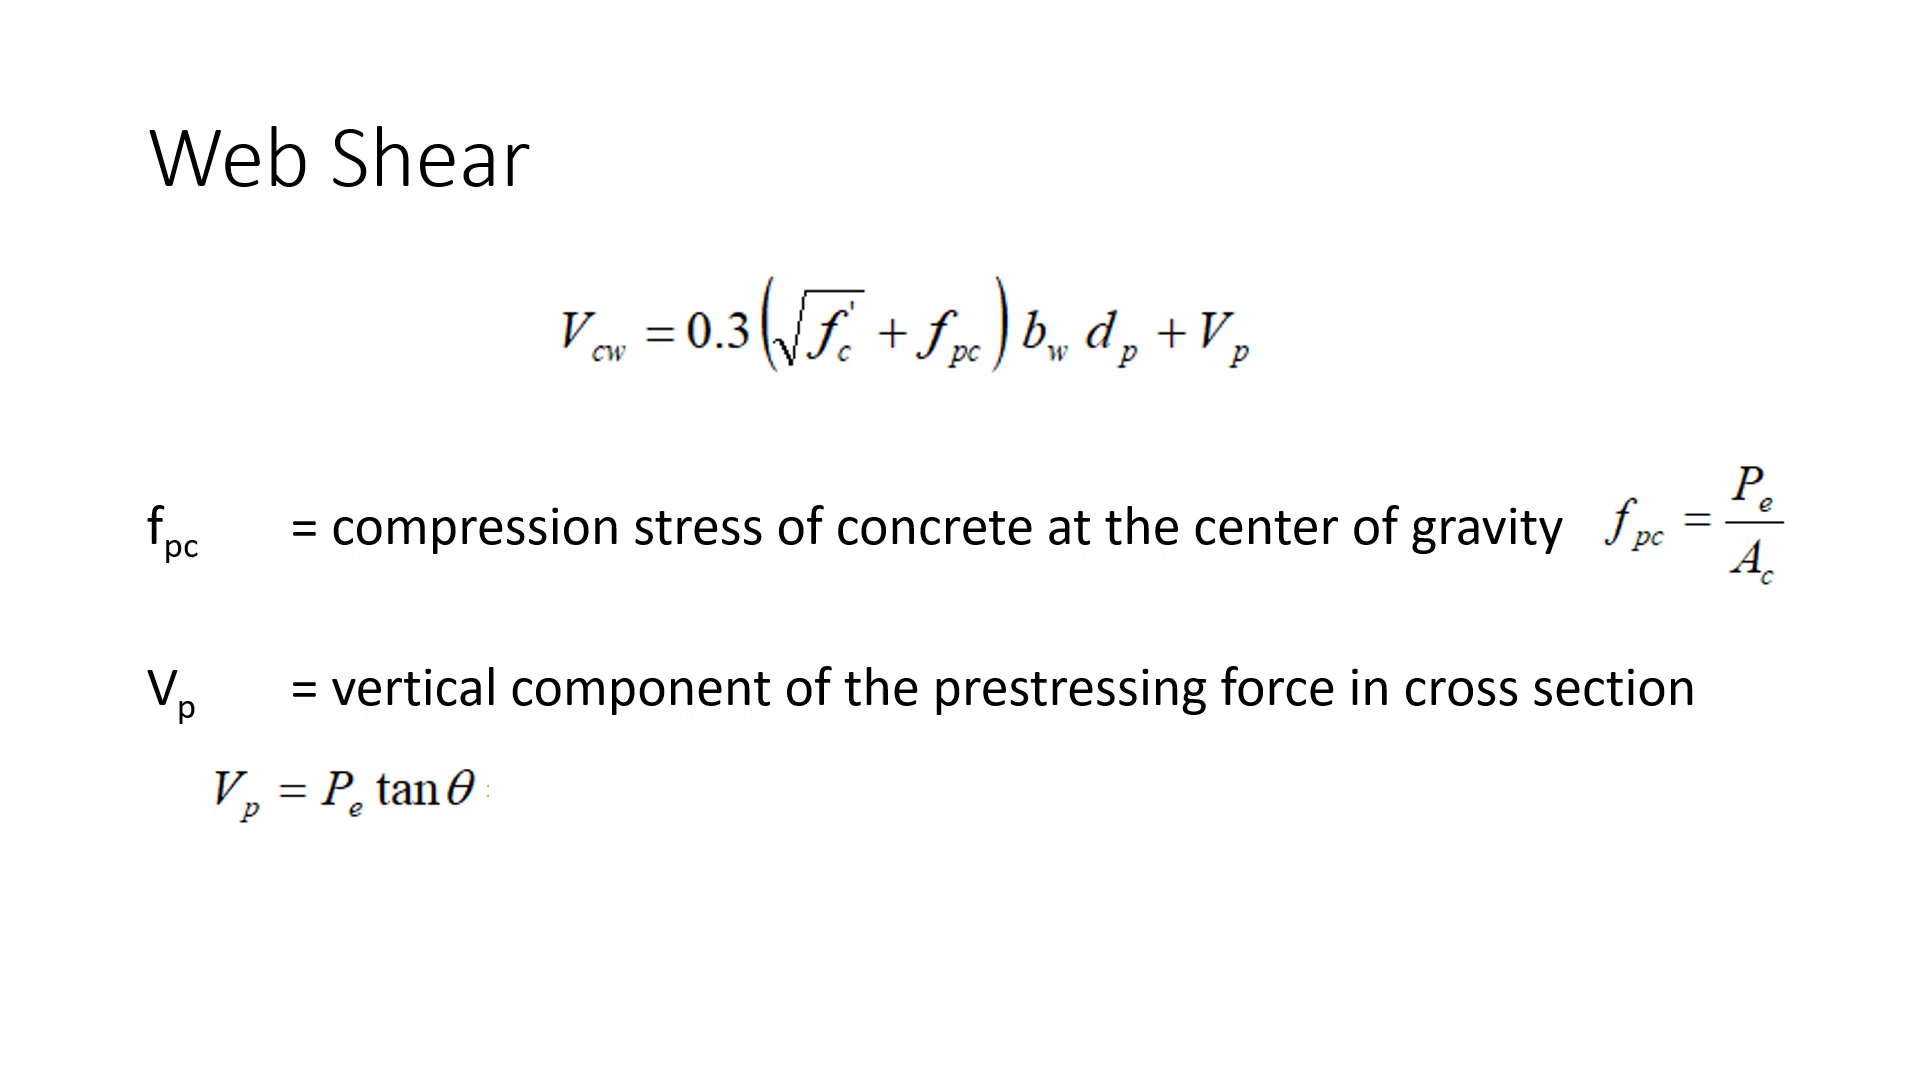 Web Shear
V_cw = 0.3(√f_c' + f_pc) b_w d_p + V_p
f_pc = compression stress of concrete at the center of gravity f_pc = P_e / A_c
V_p = vertical component of the prestressing force in cross section
V_p = P_e tan θ